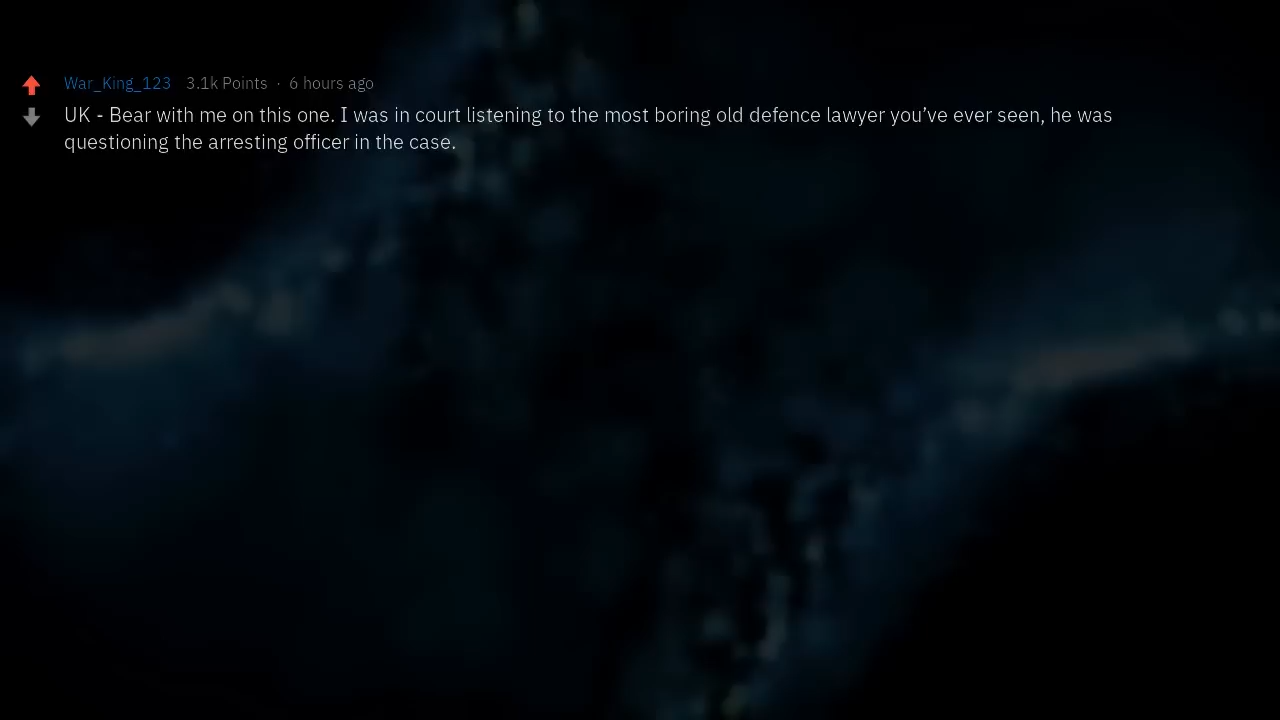 War_King_123 3.1k Points · 6 hours ago
UK - Bear with me on this one. I was in court listening to the most boring old defence lawyer you’ve ever seen, he was
questioning the arresting officer in the case.